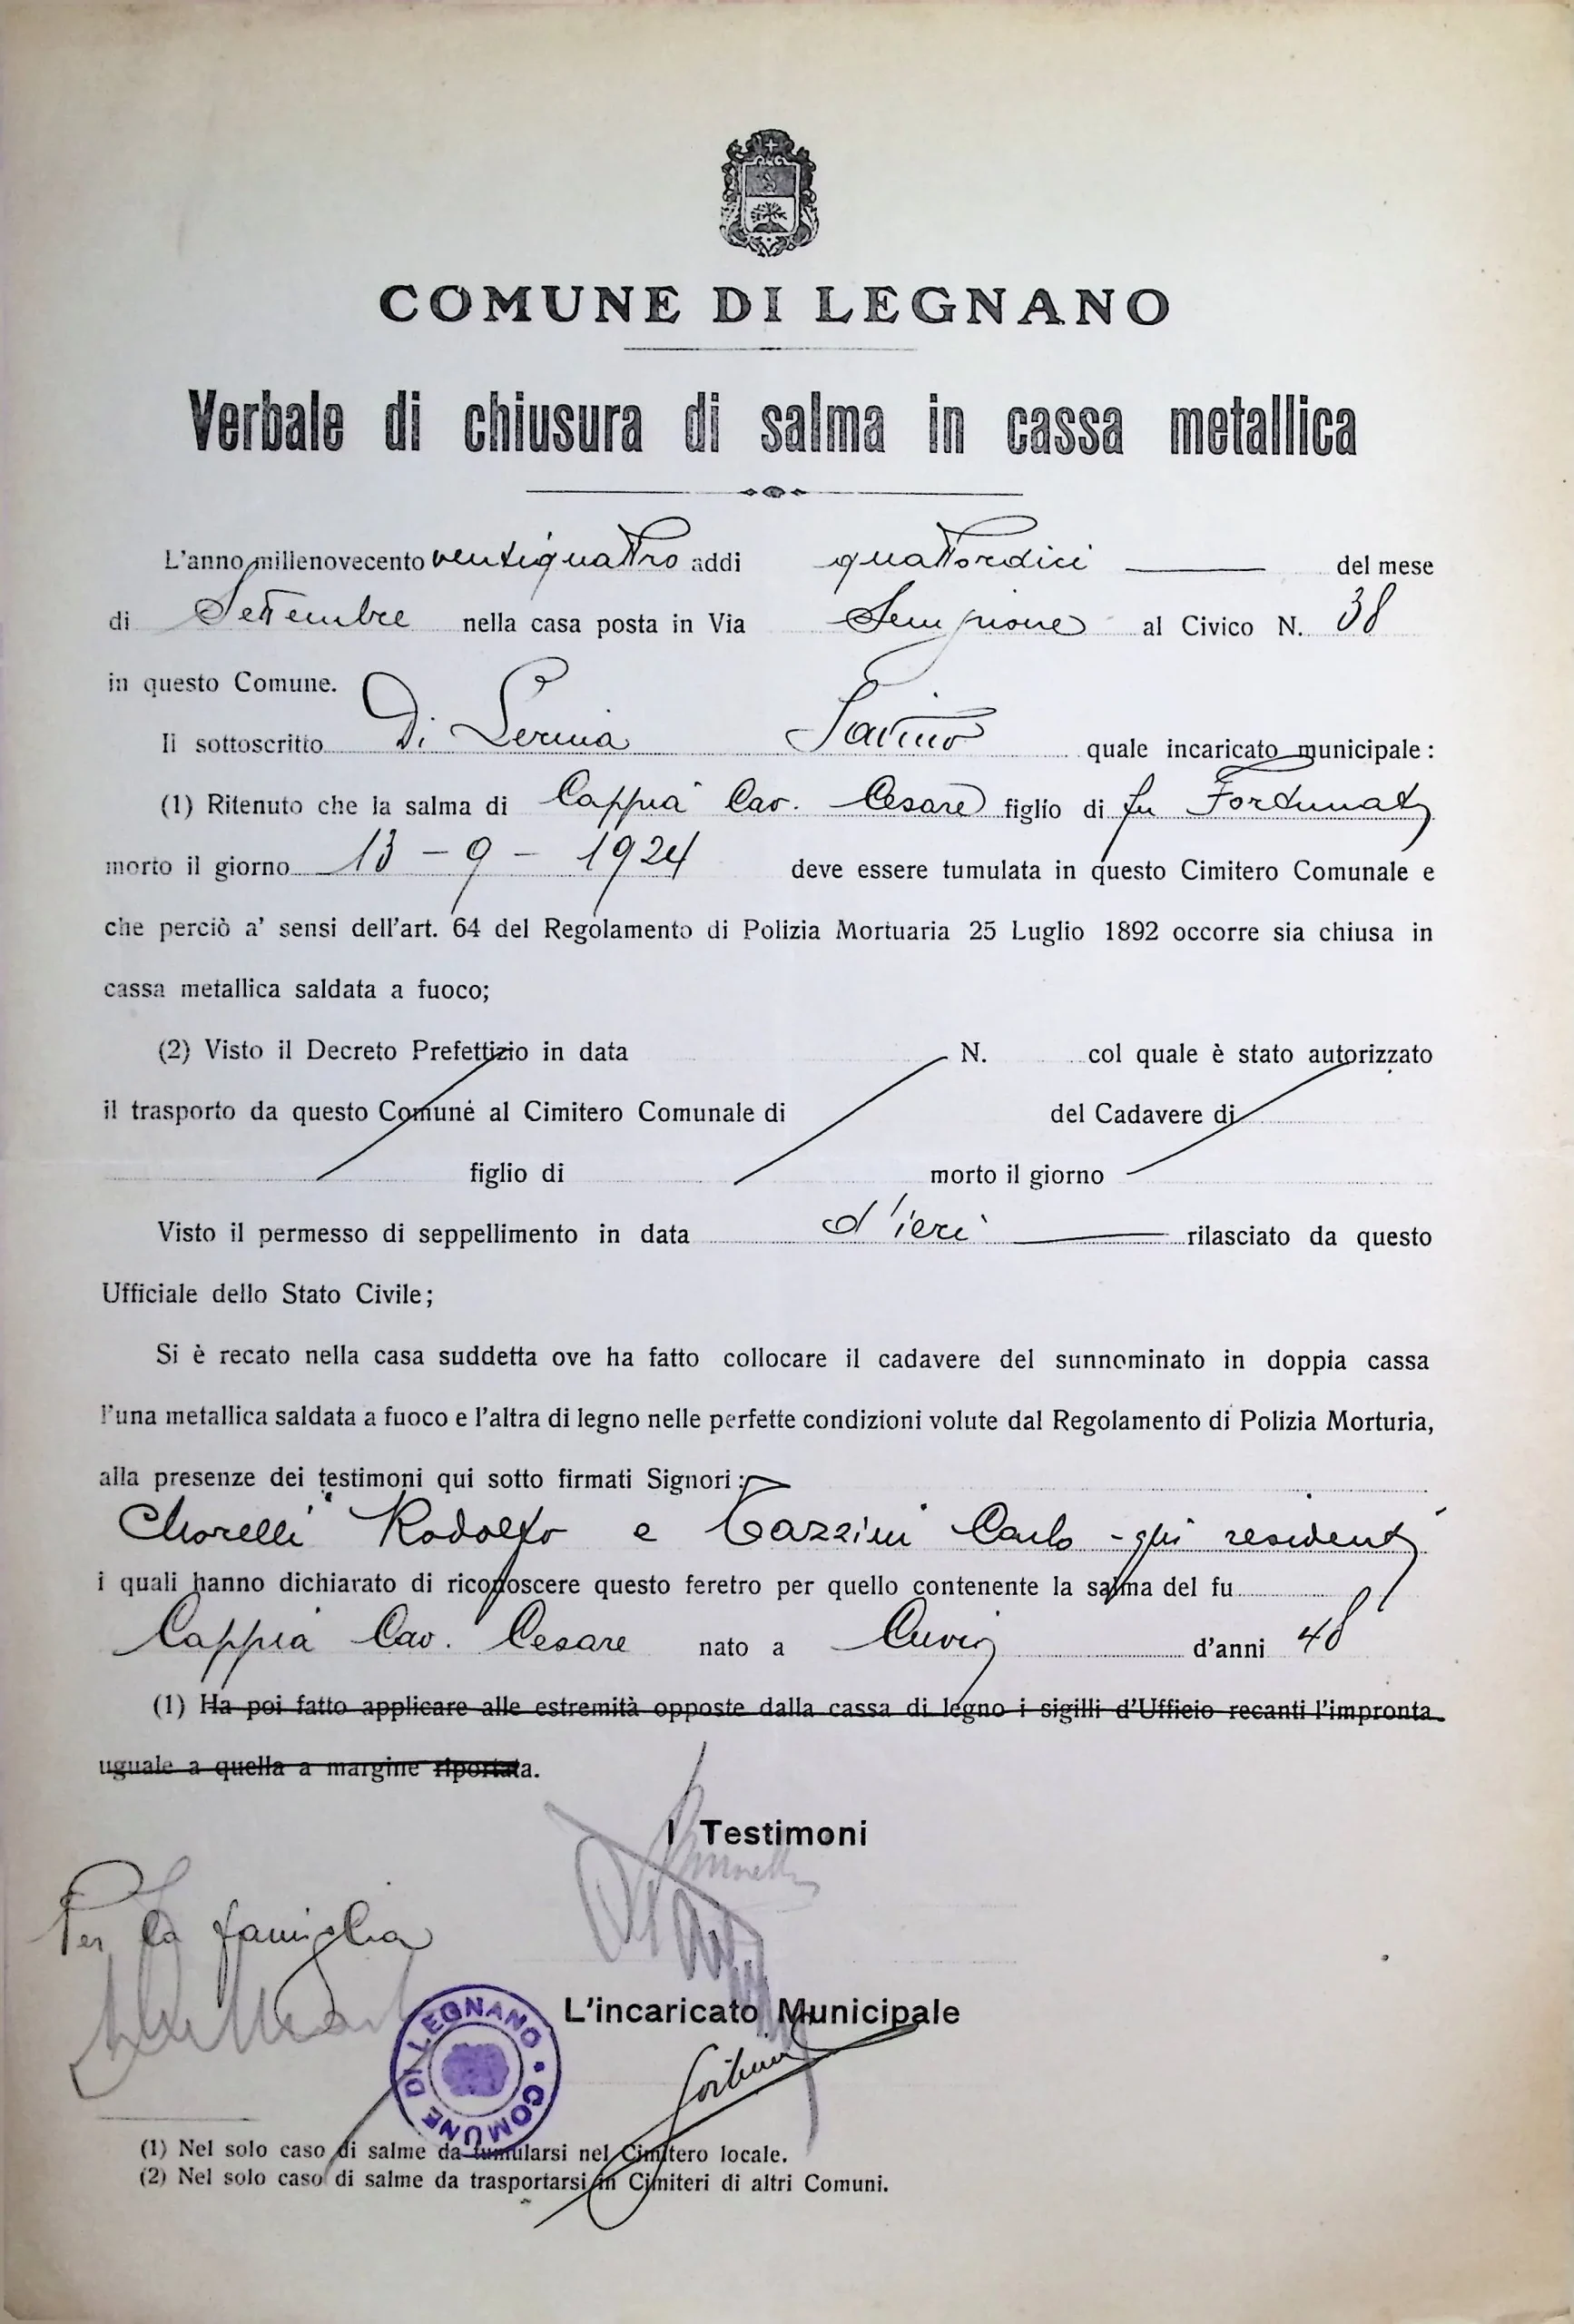 COMUNE DI LEGNANO
Verbale di chiusura di salma in cassa metallica
L'anno millenovecento ventiquattro addi quattordici del mese
di Settembre nella casa posta in Via Sempione al Civico N. 38
in questo Comune.
Il sottoscritto Di Lernia Savino quale incaricato municipale:
(1) Ritenuto che la salma di Cappia Cav. Cesare figlio di fu Fortunato
morto il giorno 13 - 9 - 1924 deve essere tumulata in questo Cimitero Comunale e
che perciò a' sensi dell'art. 64 del Regolamento di Polizia Mortuaria 25 Luglio 1892 occorre sia chiusa in
cassa metallica saldata a fuoco;
(2) Visto il Decreto Prefettizio in data N. col quale è stato autorizzato
il trasporto da questo Comune al Cimitero Comunale di del Cadavere di
figlio di morto il giorno
Visto il permesso di seppellimento in data d'ieri rilasciato da questo
Ufficiale dello Stato Civile;
Si è recato nella casa suddetta ove ha fatto collocare il cadavere del sunnominato in doppia cassa
l'una metallica saldata a fuoco e l'altra di legno nelle perfette condizioni volute dal Regolamento di Polizia Morturia,
alla presenze dei testimoni qui sotto firmati Signori:
Rodolfo e Tazzini Carlo - qui residenti
i quali hanno dichiarato di riconoscere questo feretro per quello contenente la salma del fu
Cappia Cav. Cesare nato a Cuvio d'anni 48
(1) Ha poi fatto applicare alle estremità opposte dalla cassa di legno i sigilli d'Ufficio recanti l'impronta
uguale a quella a margine riportata.
I Testimoni
Per la famiglia
L'incaricato Municipale
COMUNE DI LEGNANO
(1) Nel solo caso di salme da tumularsi nel Cimitero locale.
(2) Nel solo caso di salme da trasportarsi in Cimiteri di altri Comuni.